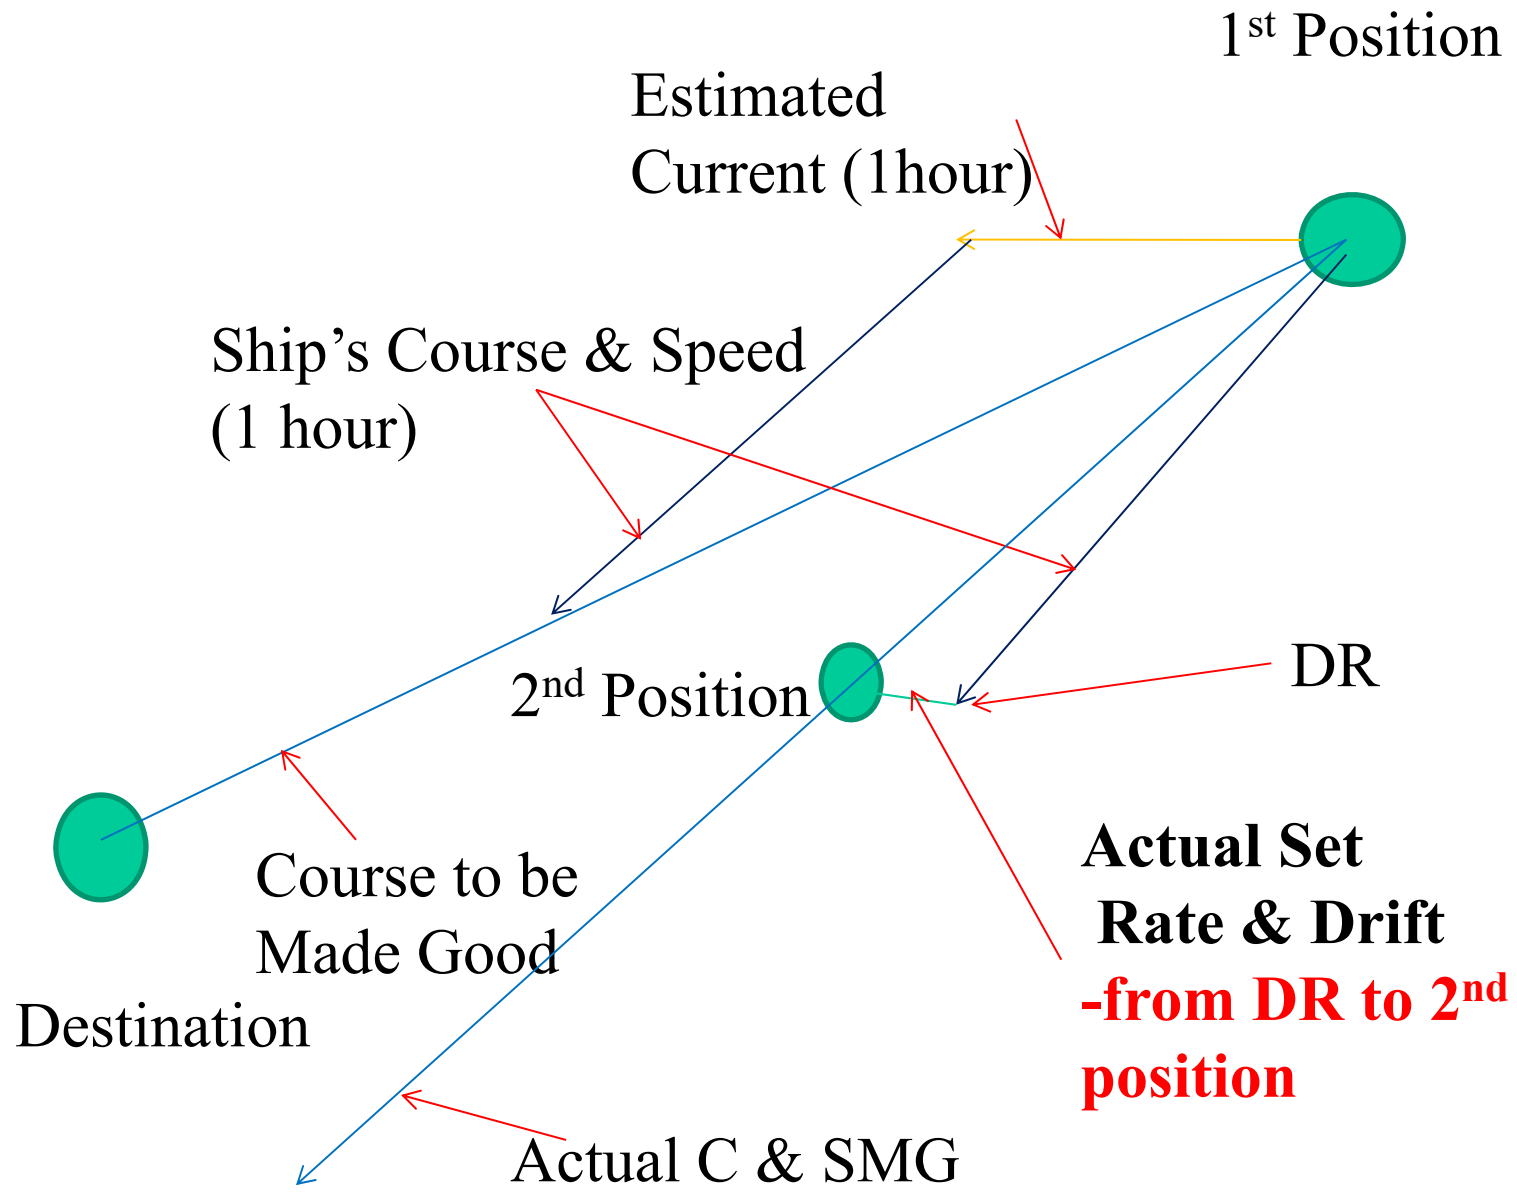 1st Position
Estimated
Current (1hour)
Ship’s Course & Speed
(1 hour)
2nd Position
DR
Actual Set
Rate & Drift
-from DR to 2nd
position
Course to be
Made Good
Destination
Actual C & SMG